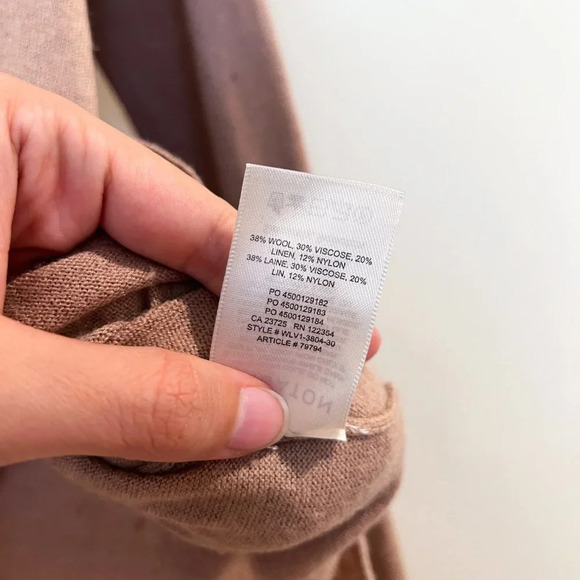 38% WOOL, 30% VISCOSE, 20%
LINEN, 12% NYLON
38% LAINE, 30% VISCOSE, 20%
LIN, 12% NYLON
PO 4500129182
PO 4500129183
PO 4500129184
CA 23725 RN 122354
STYLE # WLV1-3804-30
ARTICLE # 79794